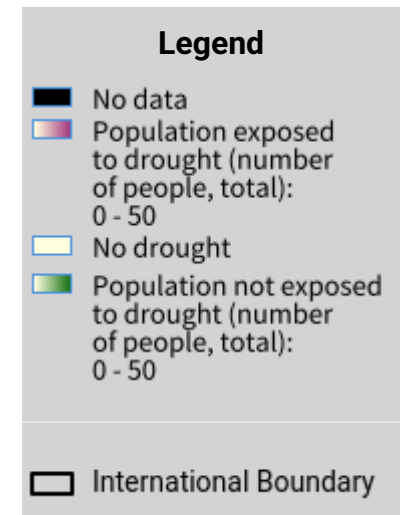 Legend
No data
Population exposed
to drought (number
of people, total):
0 - 50
No drought
Population not exposed
to drought (number
of people, total):
0 - 50
International Boundary